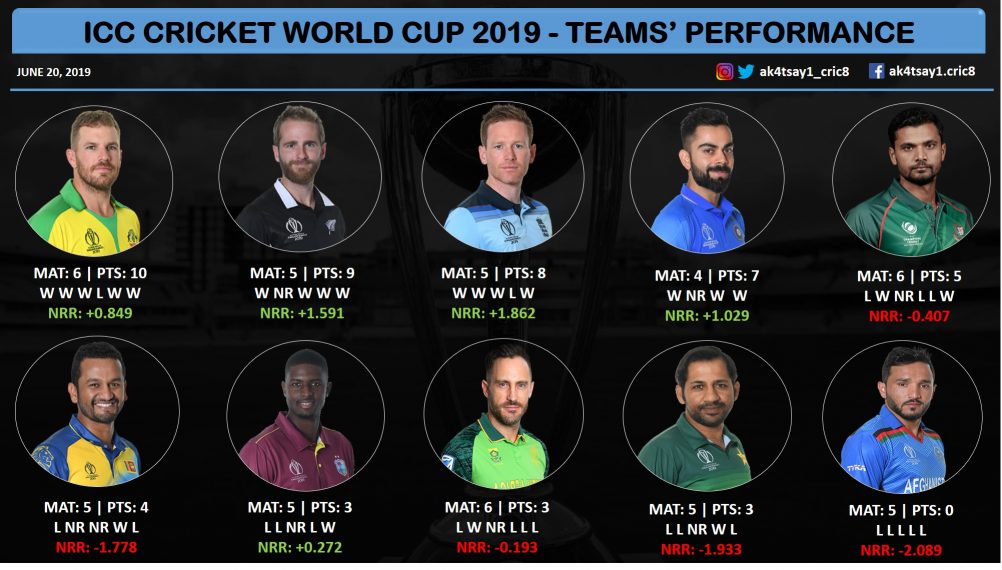 ICC CRICKET WORLD CUP 2019 - TEAMS’ PERFORMANCE
JUNE 20, 2019
ak4tsay1_cric8
ak4tsay1.cric8
MAT: 6 | PTS: 10
W W W L W W
NRR: +0.849
MAT: 5 | PTS: 9
W NR W W W
NRR: +1.591
MAT: 5 | PTS: 8
W W W L W
NRR: +1.862
MAT: 4 | PTS: 7
W NR W W
NRR: +1.029
MAT: 6 | PTS: 5
L W NR L L W
NRR: -0.407
MAT: 5 | PTS: 4
L NR NR W L
NRR: -1.778
MAT: 5 | PTS: 3
L L NR L W
NRR: +0.272
MAT: 6 | PTS: 3
L W NR L L L
NRR: -0.193
MAT: 5 | PTS: 3
L L NR W L
NRR: -1.933
TYKA
AFGHANIST
MAT: 5 | PTS: 0
L L L L L
NRR: -2.089